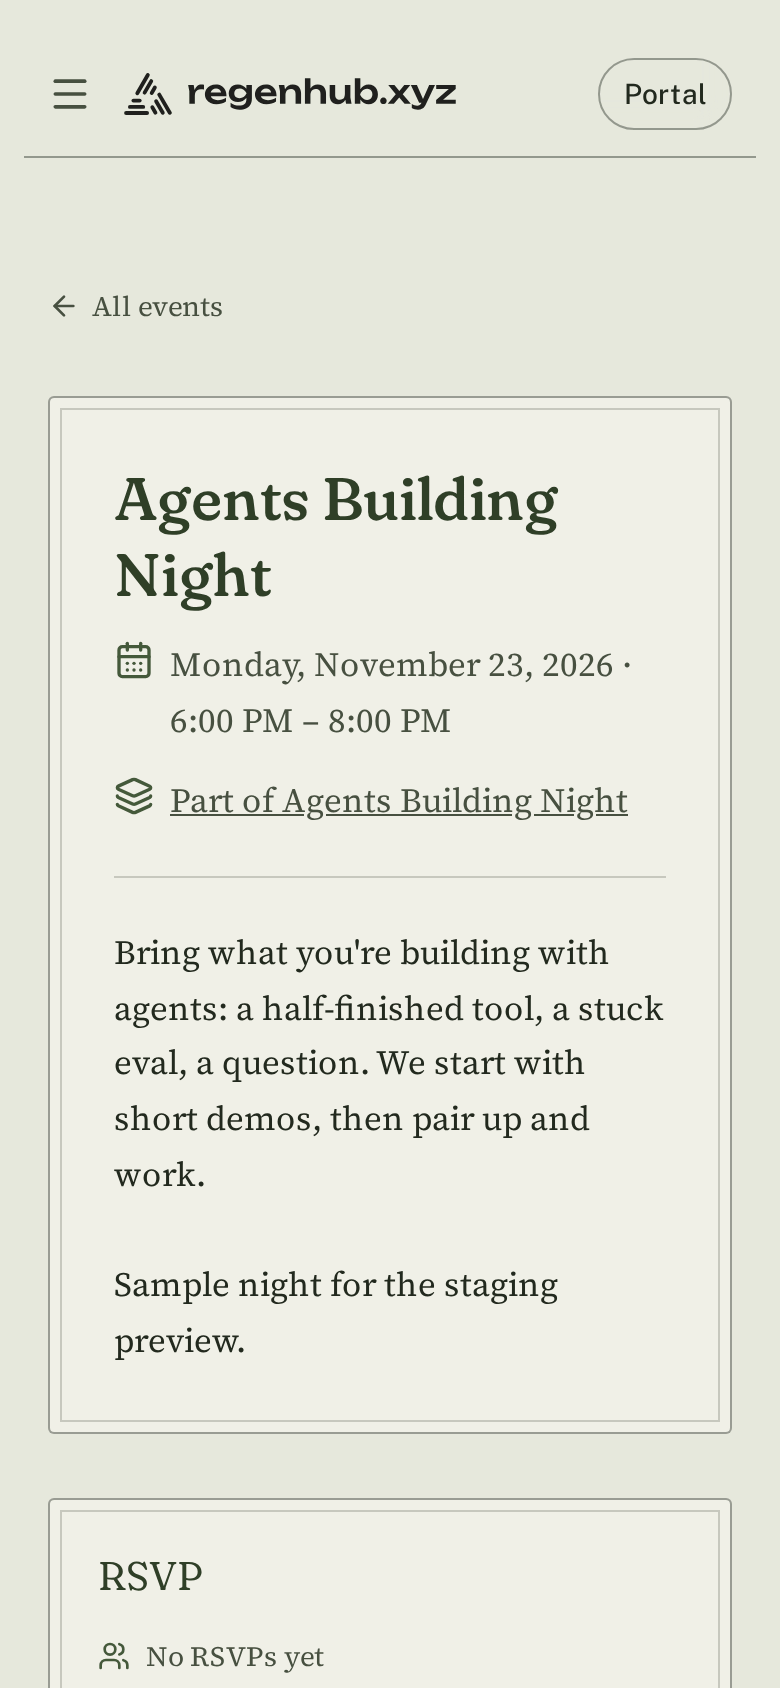 regenhub.xyz
Portal
All events
Agents Building
Night
Monday, November 23, 2026 ·
6:00 PM – 8:00 PM
Part of Agents Building Night
Bring what you're building with
agents: a half-finished tool, a stuck
eval, a question. We start with
short demos, then pair up and
work.
Sample night for the staging
preview.
RSVP
No RSVPs yet